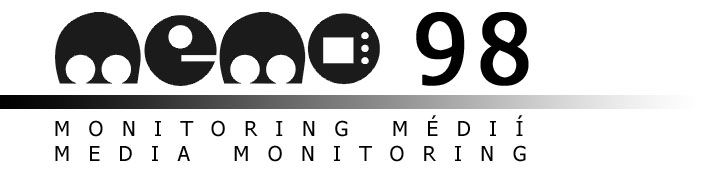 memo 98
MONITORING MÉDIÍ
MEDIA MONITORING